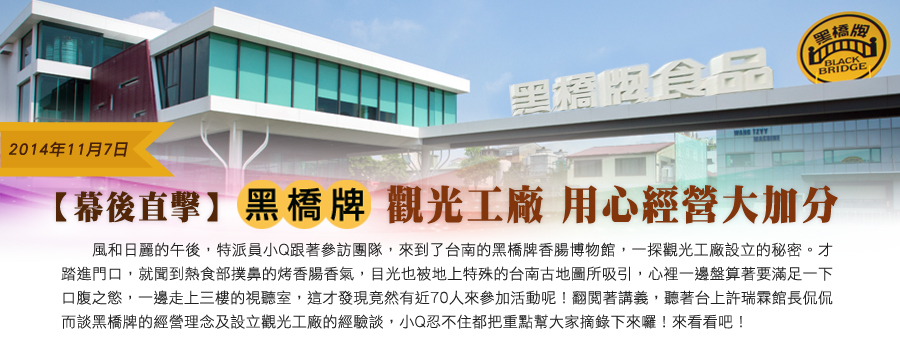 黑橋牌
BLACK
BRIDGE
黑橋牌食品
WANG TZYY
MACHINE
2014年11月7日
【幕後直擊】黑橋牌 觀光工廠 用心經營大加分
風和日麗的午後，特派員小Q跟著參訪團隊，來到了台南的黑橋牌香腸博物館，一探觀光工廠設立的秘密。才
踏進門口，就聞到熱食部撲鼻的烤香腸香氣，目光也被地上特殊的台南古地圖所吸引，心裡一邊盤算著要滿足一下
口腹之慾，一邊走上三樓的視聽室，這才發現竟然有近70人來參加活動呢！翻閱著講義，聽著台上許瑞霖館長侃侃
而談黑橋牌的經營理念及設立觀光工廠的經驗談，小Q忍不住都把重點幫大家摘錄下來囉！來看看吧！